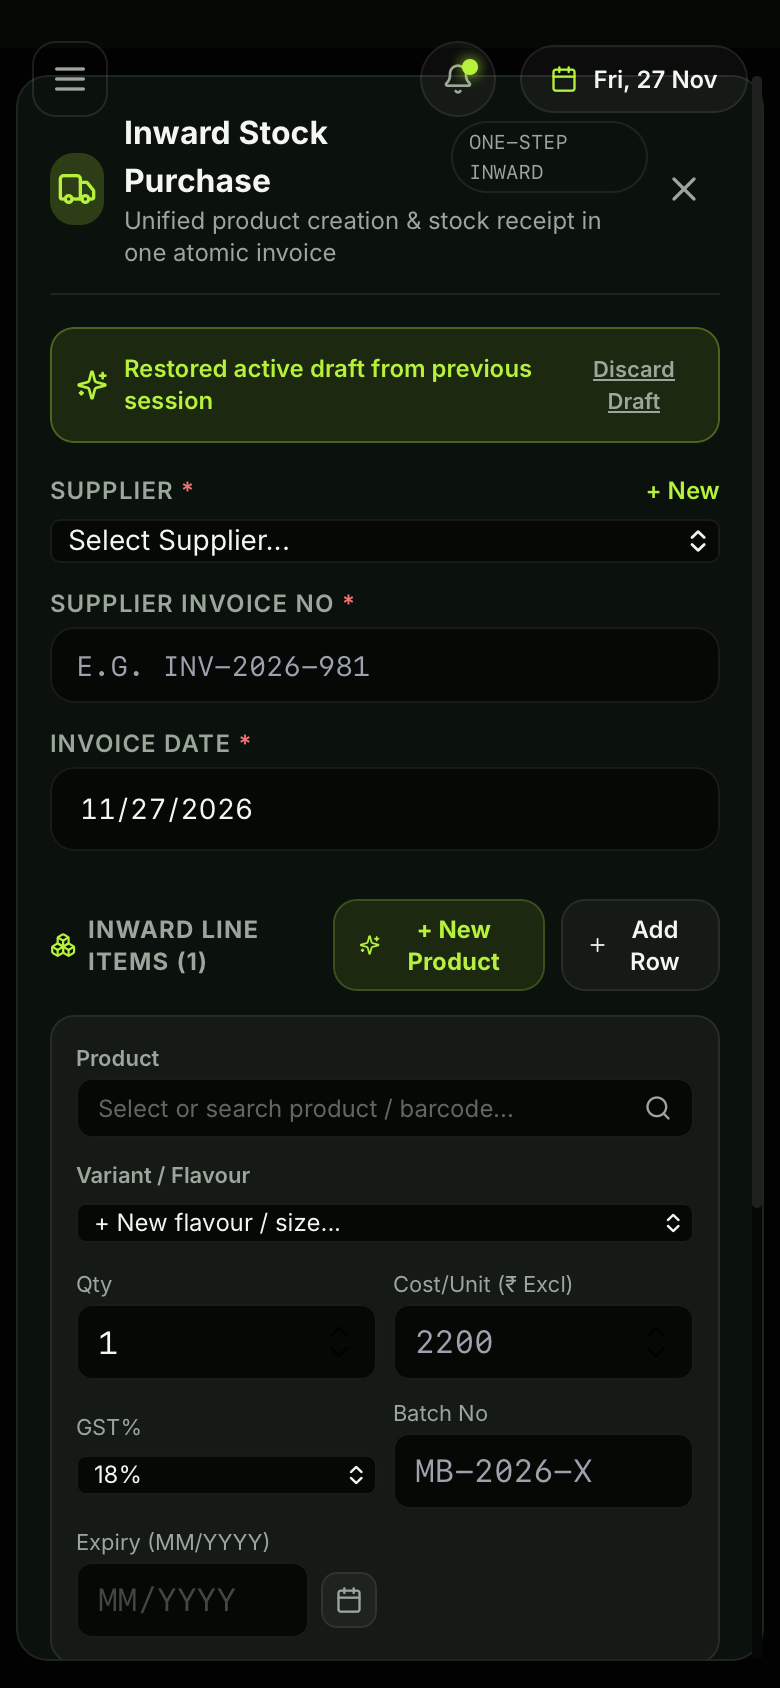 Fri, 27 Nov
Inward Stock
Purchase
ONE–STEP
INWARD
Unified product creation & stock receipt in
one atomic invoice
Restored active draft from previous
session
Discard
Draft
SUPPLIER *
+ New
Select Supplier...
SUPPLIER INVOICE NO *
E.G. INV–2026–981
INVOICE DATE *
11/27/2026
INWARD LINE
ITEMS (1)
+ New
Product
+ Add
Row
Product
Select or search product / barcode...
Variant / Flavour
+ New flavour / size...
Qty
Cost/Unit (₹ Excl)
1
2200
GST%
Batch No
18%
MB–2026–X
Expiry (MM/YYYY)
MM/YYYY